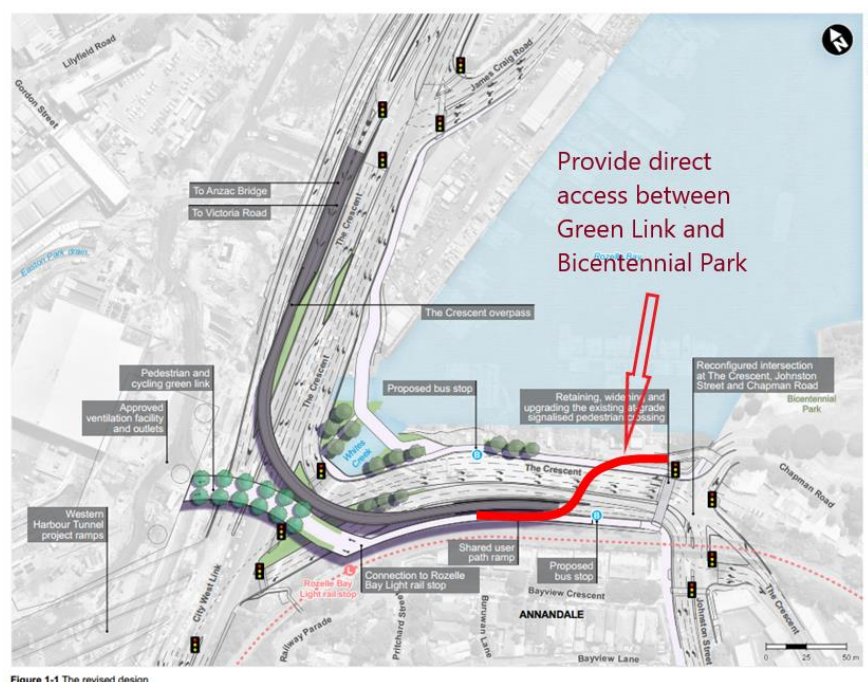 Lilyfield Road
Gordon Street
James Craig Road
N
To Anzac Bridge
To Victoria Road
The Crescent
Provide direct
access between
Green Link and
Bicentennial Park
Rozelle Bay
Easton Park drain
The Crescent overpass
Pedestrian and
cycling green link
Approved
ventilation facility
and outlets
The Crescent
Proposed bus stop
B
Retaining, widening and
upgrading the existing at-grade
signalised pedestrian crossing
Reconfigured intersection
at The Crescent, Johnston
Street and Chapman Road
Bicentennial
Park
Whites
Creek
The Crescent
Chapman Road
Western
Harbour Tunnel
project ramps
B
Shared user
path ramp
Proposed
bus stop
L
Rozelle Bay
Light rail stop
Connection to Rozelle
Bay Light rail stop
City West Link
Railway Parade
Pritchard Street
Buruwan Lane
Bayview Crescent
ANNANDALE
Bayview Lane
Johnston Street
The Crescent
0 25 50 m
Figure 1-1 The revised design